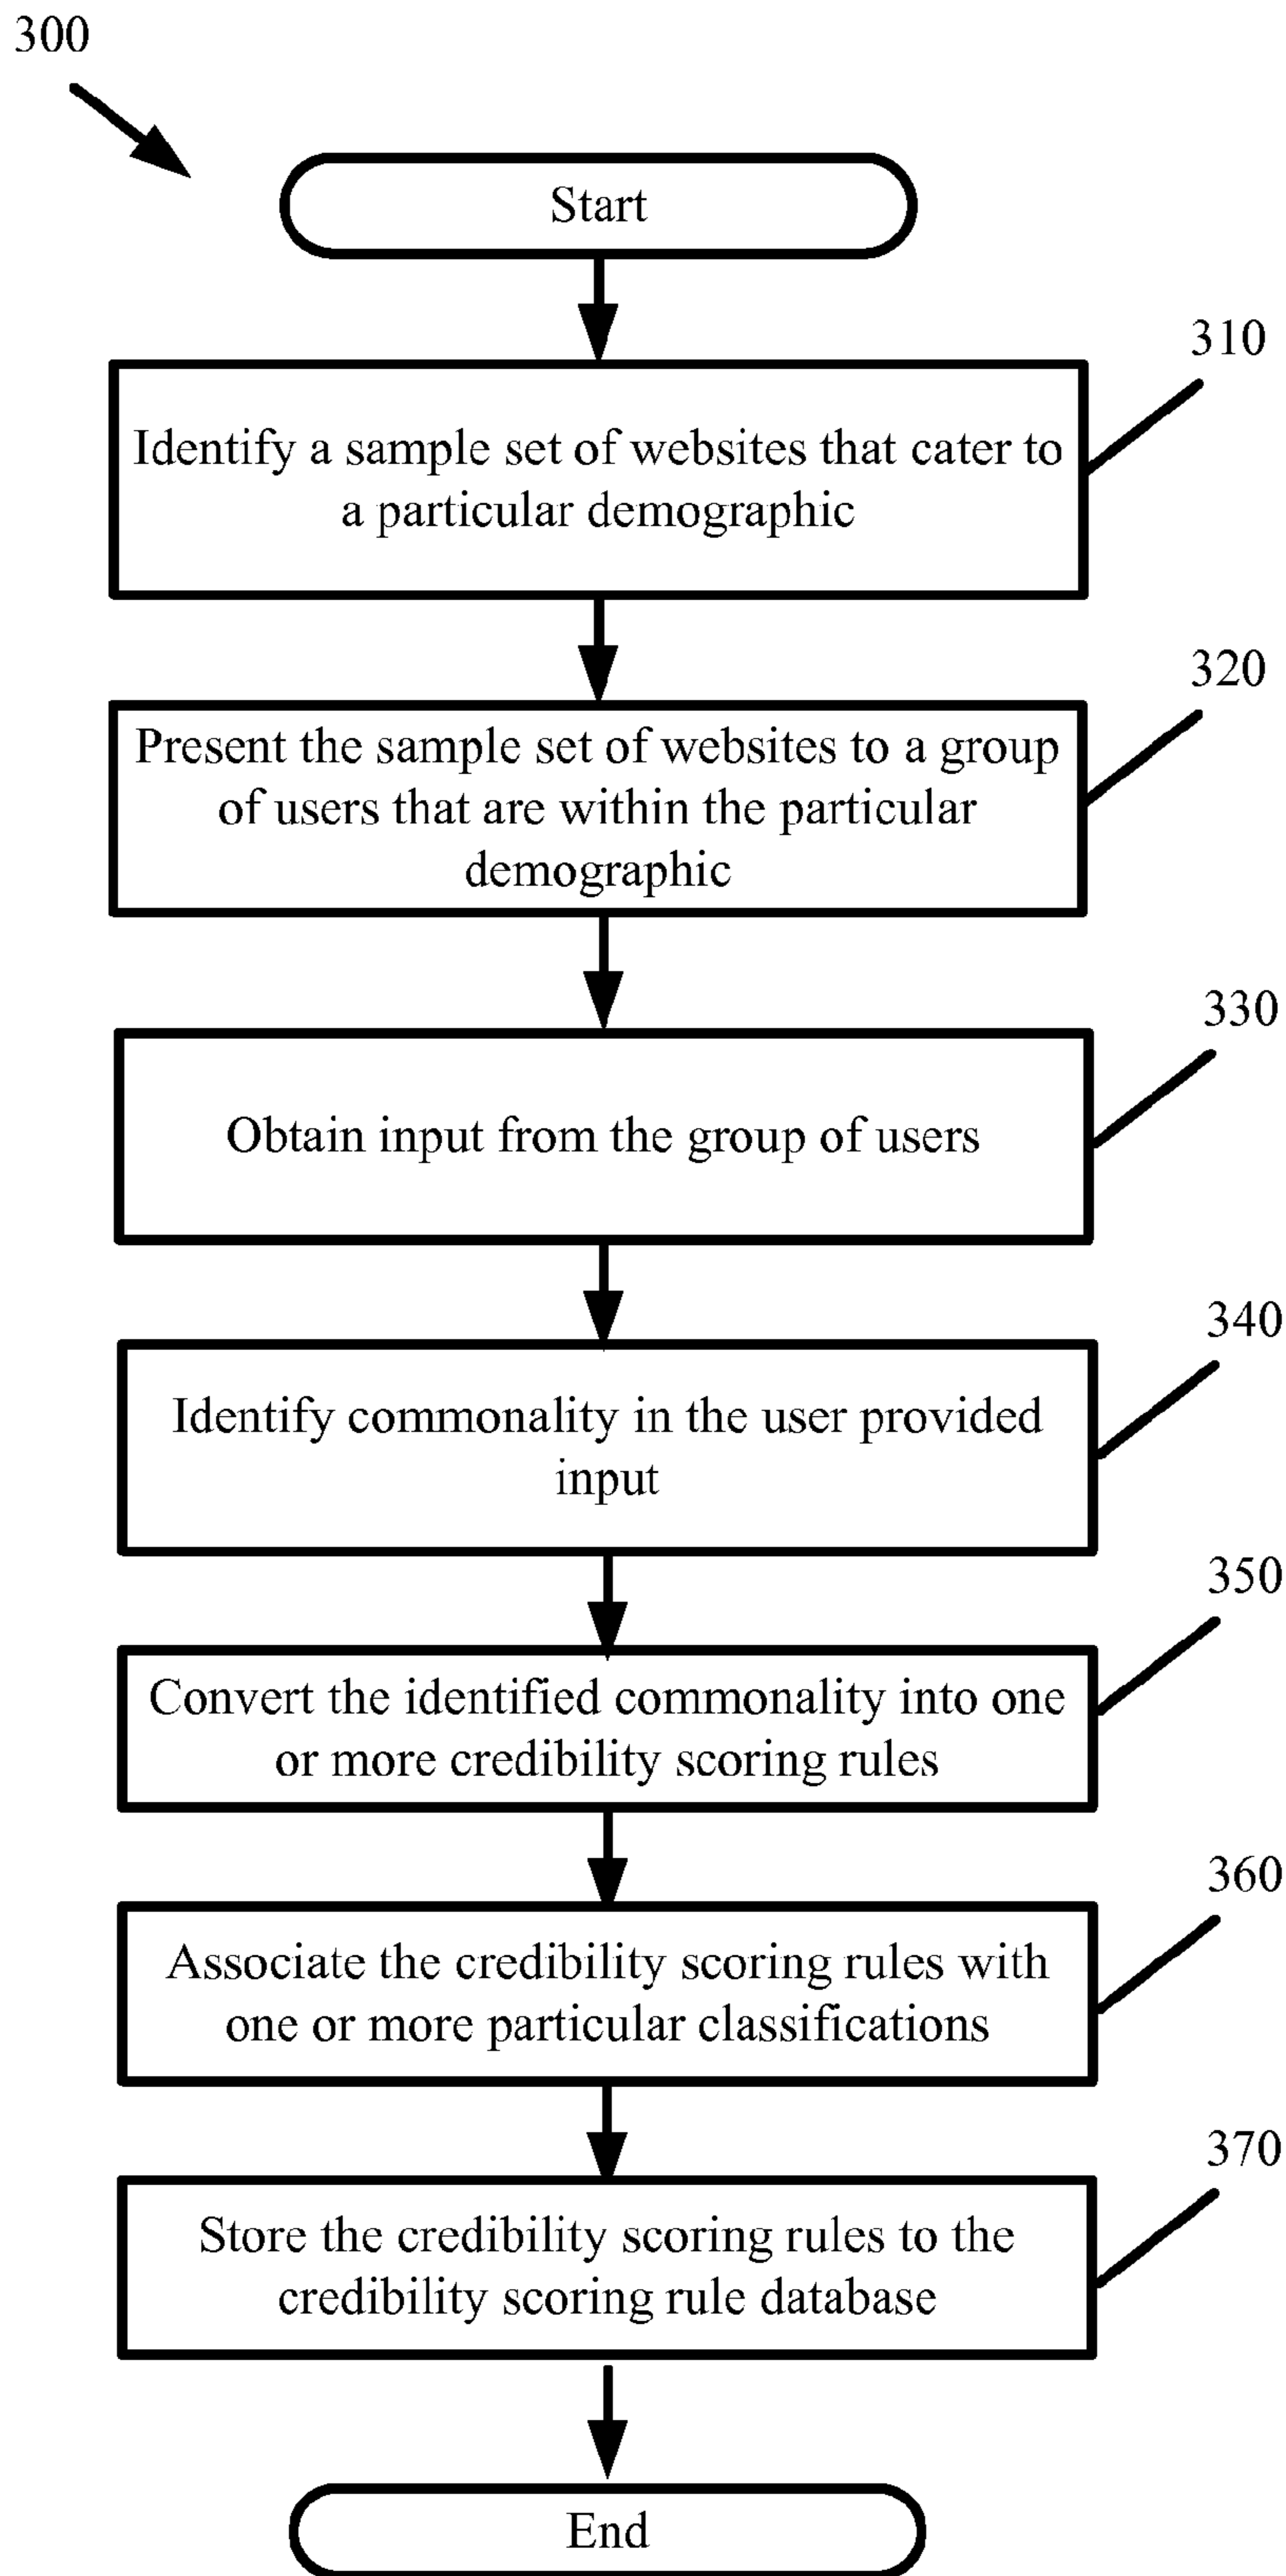 300
Start
310
Identify a sample set of websites that cater to
a particular demographic
320
Present the sample set of websites to a group
of users that are within the particular
demographic
330
Obtain input from the group of users
340
Identify commonality in the user provided
input
350
Convert the identified commonality into one
or more credibility scoring rules
360
Associate the credibility scoring rules with
one or more particular classifications
370
Store the credibility scoring rules to the
credibility scoring rule database
End